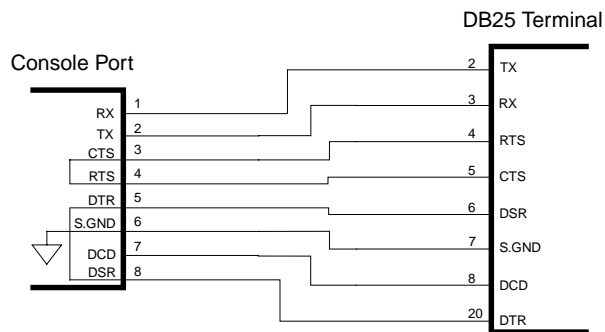 DB25 Terminal
Console Port
RX 1
TX 2
CTS 3
RTS 4
DTR 5
S.GND 6
DCD 7
DSR 8
2 TX
3 RX
4 RTS
5 CTS
6 DSR
7 S.GND
8 DCD
20 DTR